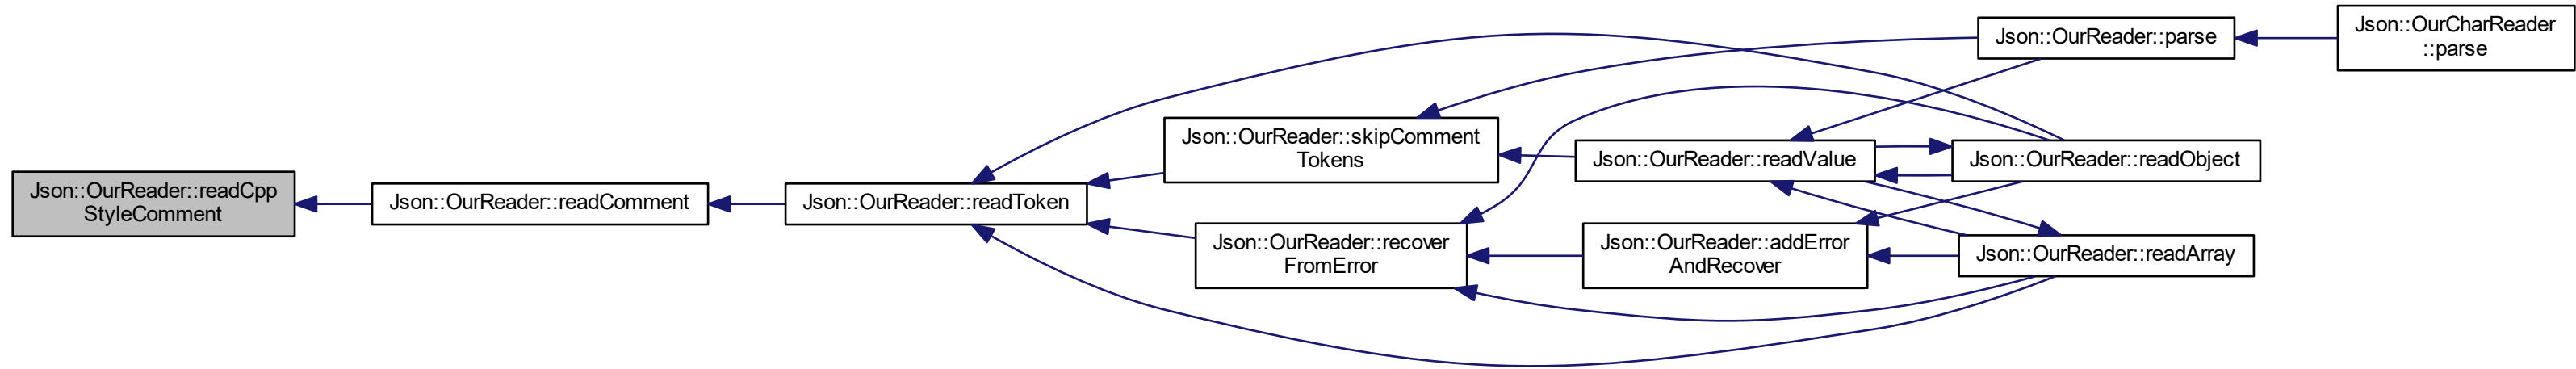 Json::OurReader::readCpp
StyleComment
Json::OurReader::readComment
Json::OurReader::readToken
Json::OurReader::skipComment
Tokens
Json::OurReader::recover
FromError
Json::OurReader::readValue
Json::OurReader::addError
AndRecover
Json::OurReader::parse
Json::OurReader::readObject
Json::OurReader::readArray
Json::OurCharReader
::parse